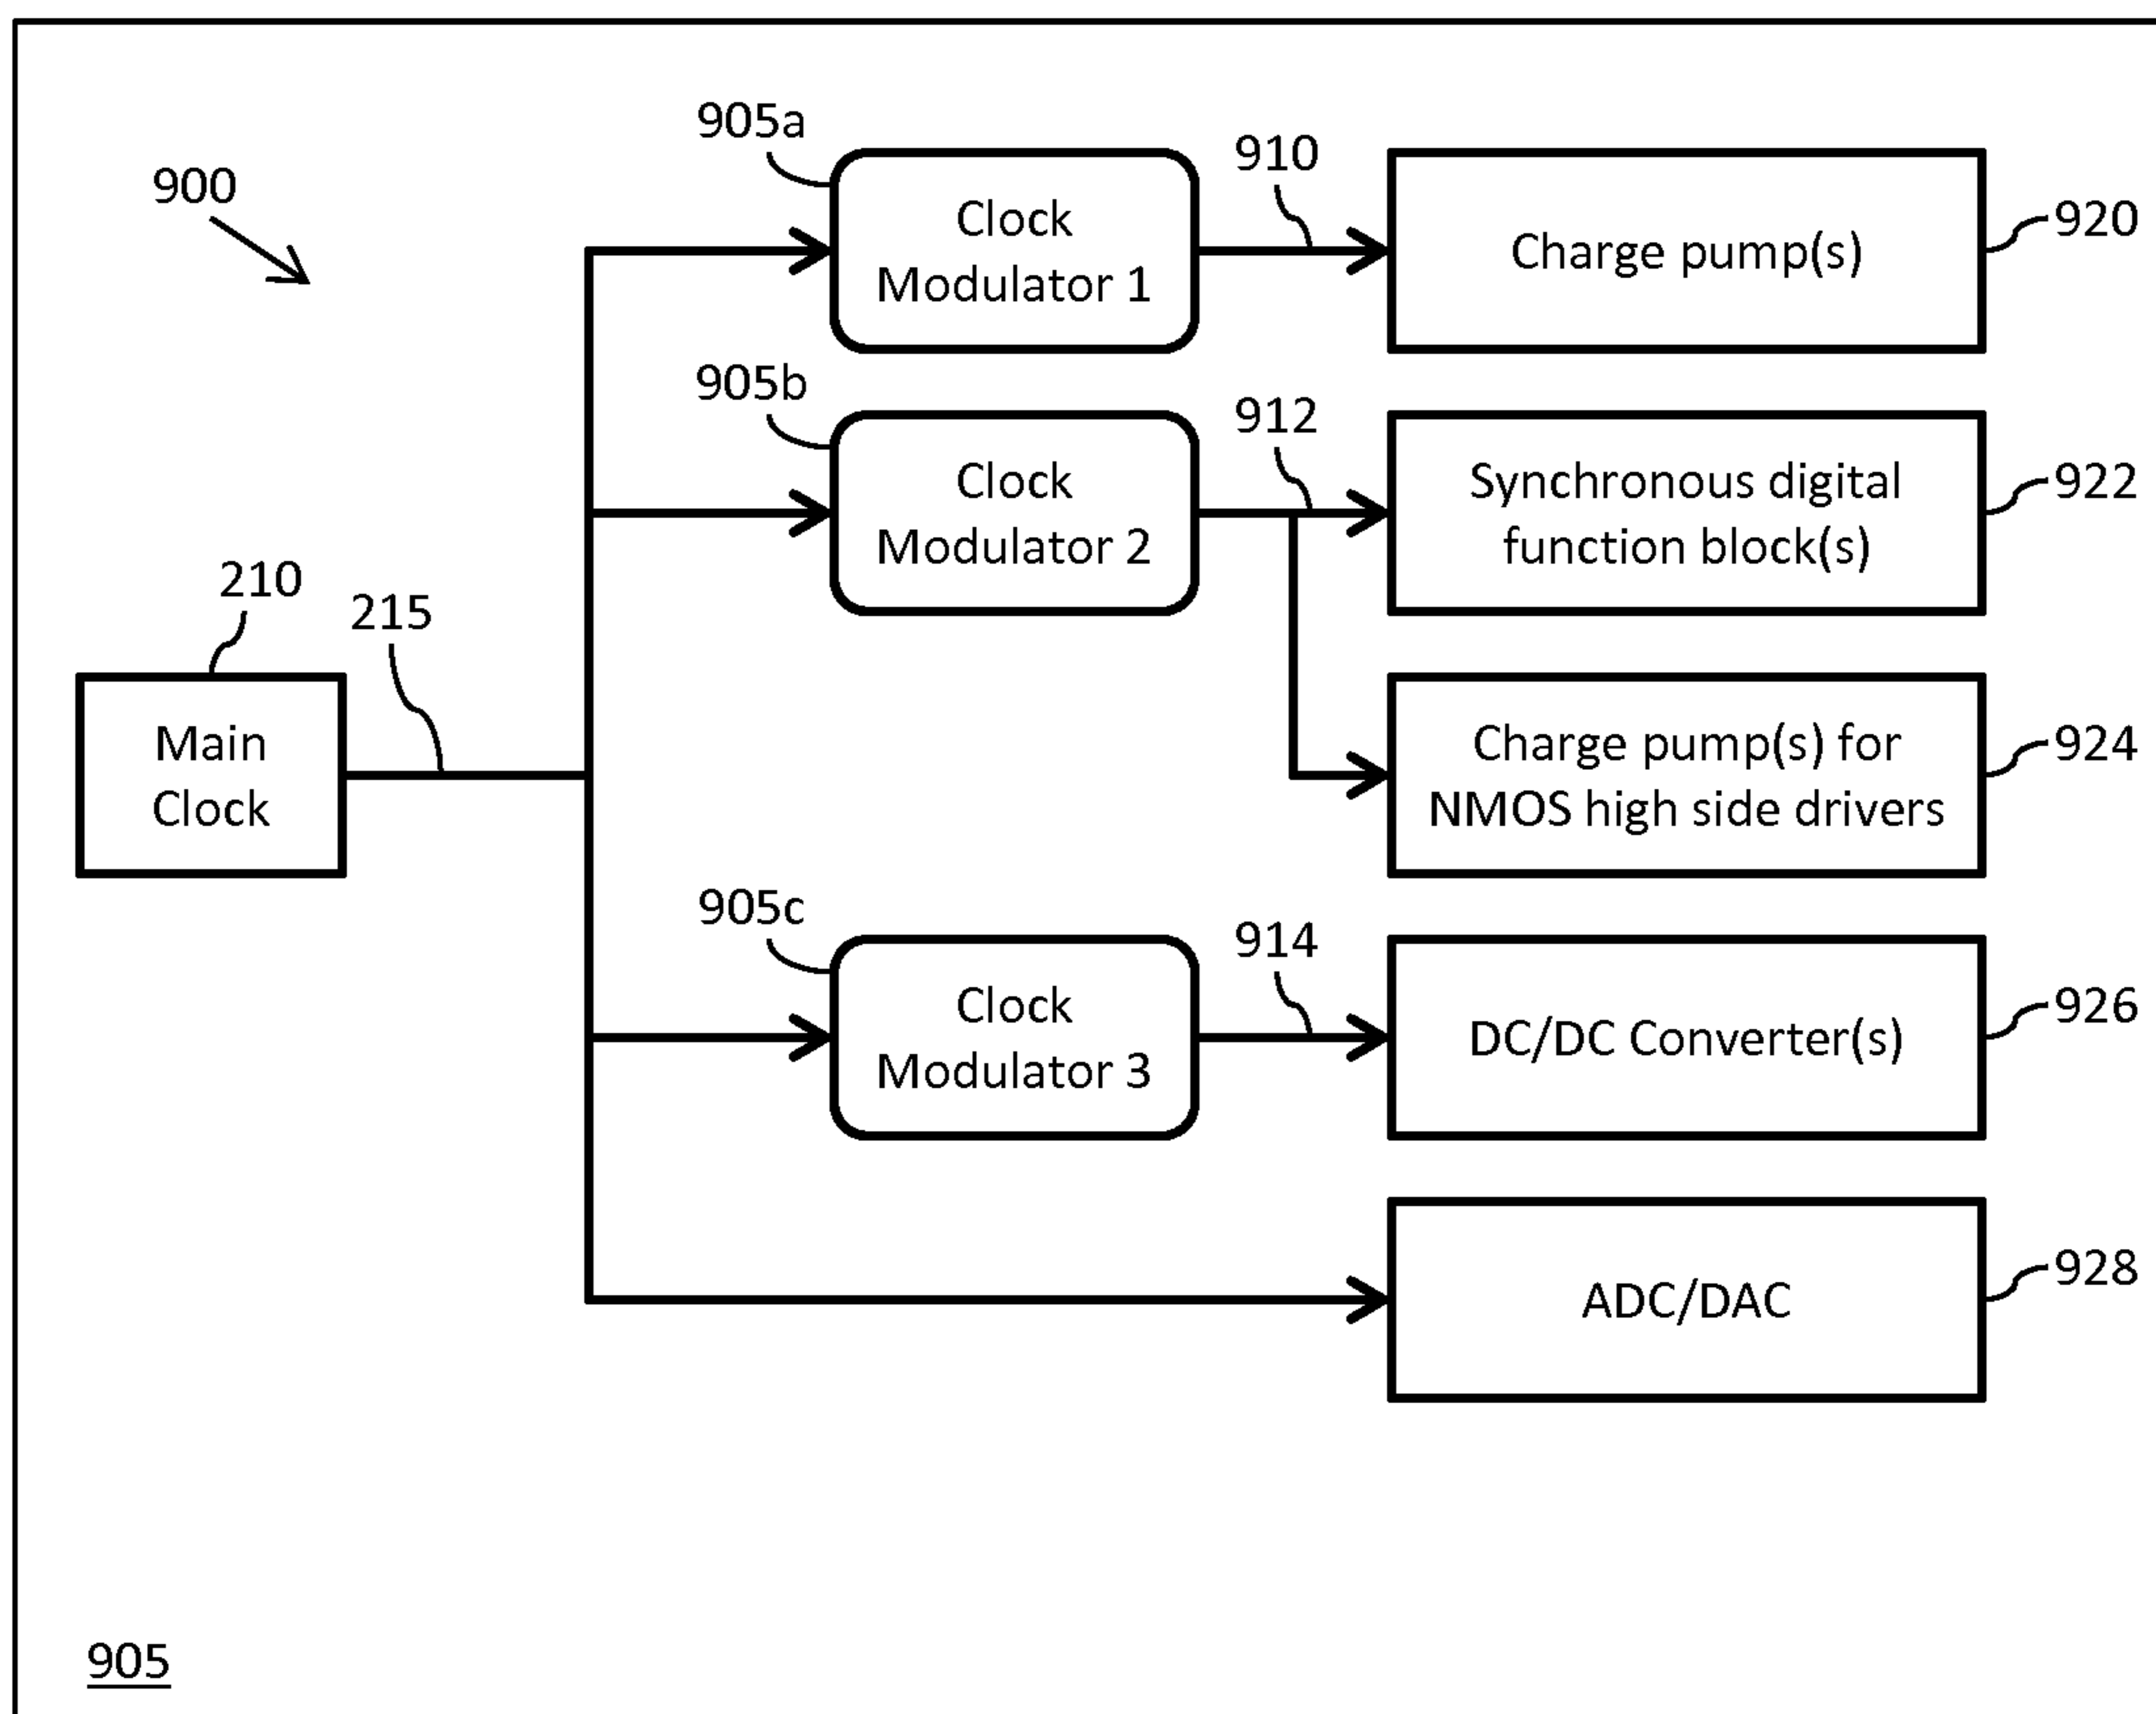 905a
910
900
Clock
Modulator 1
Charge pump(s)
920
905b
912
Clock
Modulator 2
Synchronous digital
function block(s)
922
210
215
Main
Clock
Charge pump(s) for
NMOS high side drivers
924
905c
914
Clock
Modulator 3
DC/DC Converter(s)
926
ADC/DAC
928
905